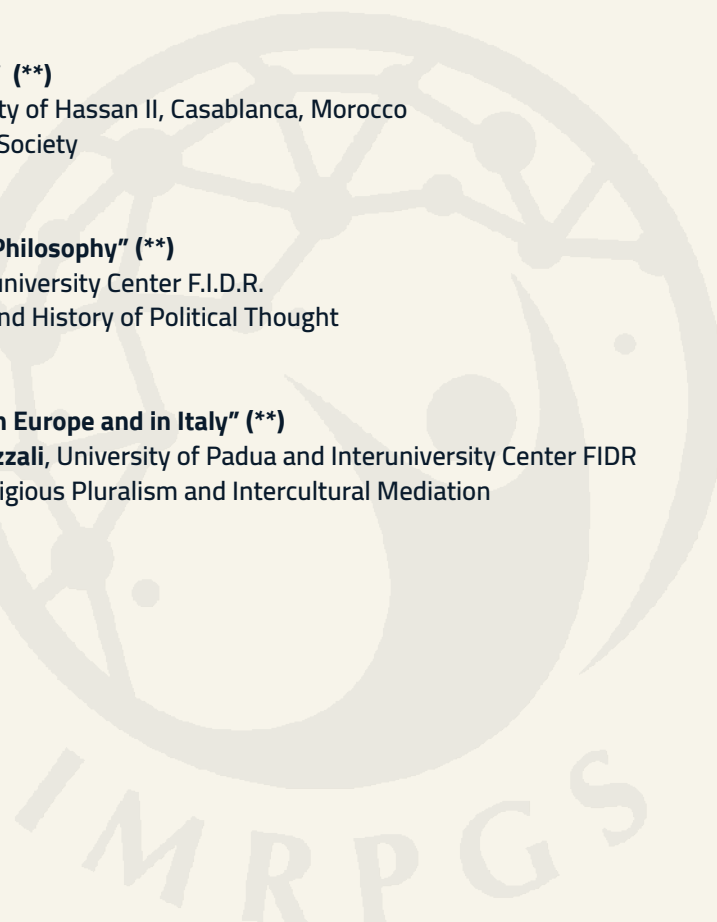 (**)
ty of Hassan II, Casablanca, Morocco
Society
Philosophy” (**)
university Center F.I.D.R.
nd History of Political Thought
n Europe and in Italy” (**)
zzali, University of Padua and Interuniversity Center FIDR
igious Pluralism and Intercultural Mediation
IMRPGS